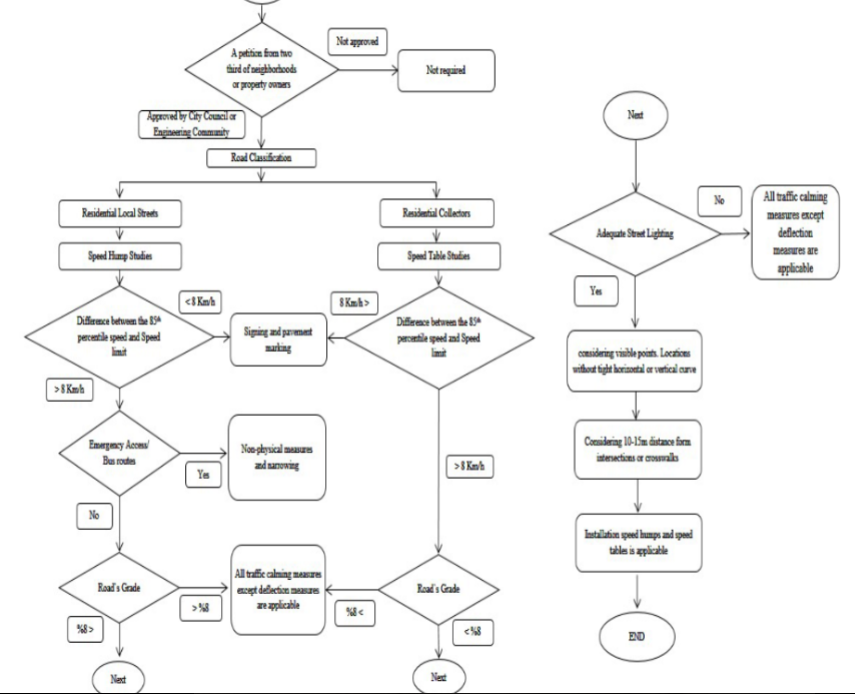 A petition from two
third of neighborhoods
or property owners
Not approved
Not required
Approved by City Council or
Engineering Community
Road Classification
Residential Local Streets
Residential Collectors
Speed Hump Studies
Speed Table Studies
< 8 Km/h
8 Km/h >
Difference between the 85th
percentile speed and Speed
limit
Signing and pavement
marking
Difference between the 85th
percentile speed and Speed
limit
> 8 Km/h
Emergency Access/
Bus routes
Non-physical measures
and narrowing
Yes
> 8 Km/h
No
Road's Grade
All traffic calming measures
except deflection measures
are applicable
Road's Grade
> %8
%8 <
%8 >
< %8
Next
Next
Next
No
All traffic calming
measures except
deflection
measures are
applicable
Adequate Street Lighting
Yes
considering visible points. Locations
without tight horizontal or vertical curve
Considering 10-15m distance form
intersections or crosswalks
Installation speed humps and speed
tables is applicable
END